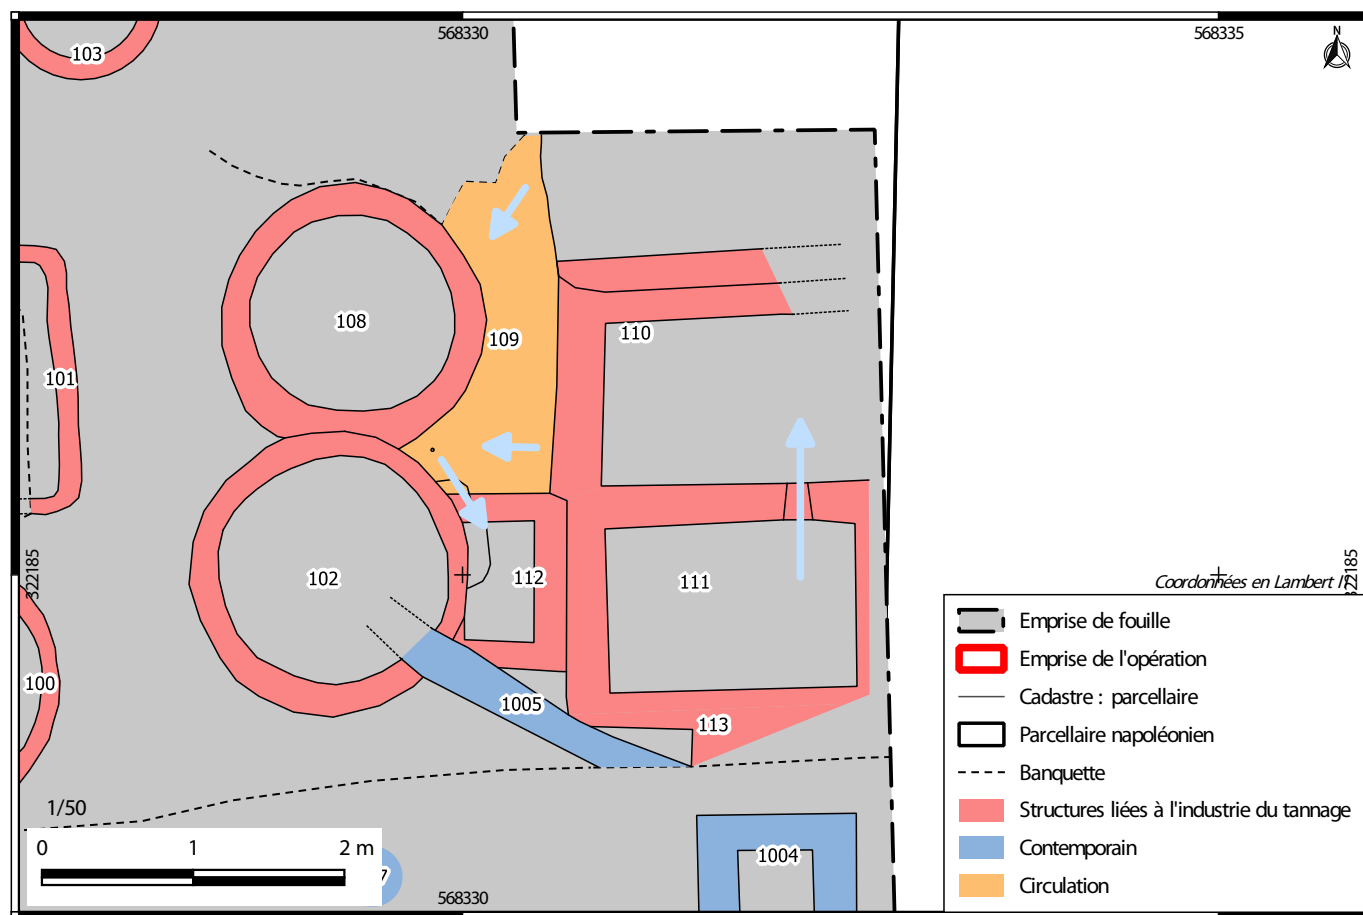 568330
568335
N
103
108
109
110
101
322185
322185
102
112
111
Coordonnées en Lambert
100
1005
113
1004
7
1/50
0 1 2 m
568330
Emprise de fouille
Emprise de l'opération
Cadastre : parcellaire
Parcellaire napoléonien
Banquette
Structures liées à l'industrie du tannage
Contemporain
Circulation